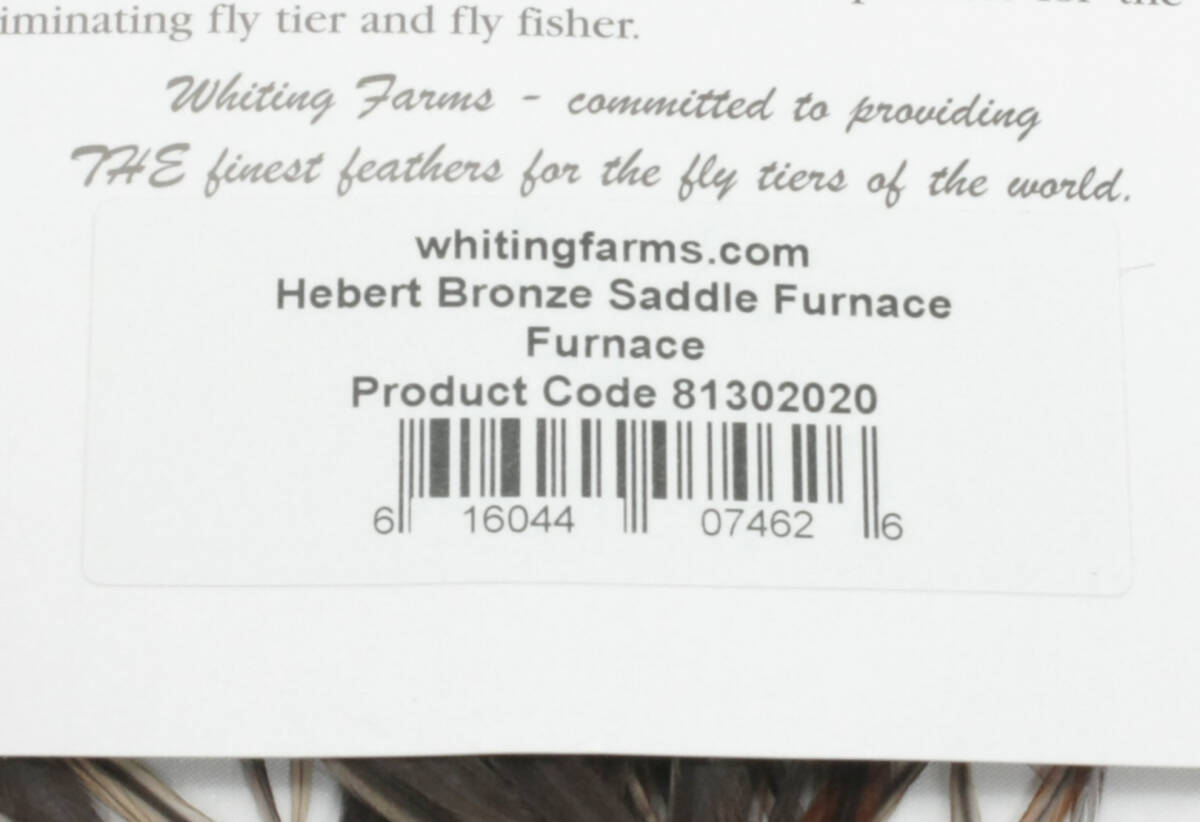 iminating fly tier and fly fisher.
Whiting Farms - committed to providing
THE finest feathers for the fly tiers of the world.
whitingfarms.com
Hebert Bronze Saddle Furnace
Furnace
Product Code 81302020
6 16044 07462 6